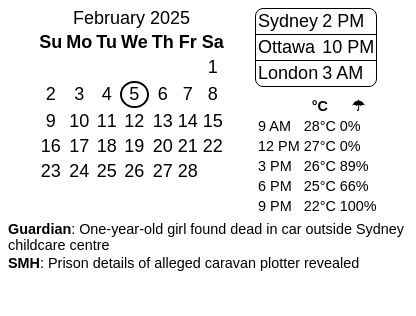 February 2025
Su Mo Tu We Th Fr Sa
1
2 3 4 5 6 7 8
9 10 11 12 13 14 15
16 17 18 19 20 21 22
23 24 25 26 27 28
Sydney 2 PM
Ottawa 10 PM
London 3 AM
°C ☂
9 AM 28°C 0%
12 PM 27°C 0%
3 PM 26°C 89%
6 PM 25°C 66%
9 PM 22°C 100%
Guardian: One-year-old girl found dead in car outside Sydney
childcare centre
SMH: Prison details of alleged caravan plotter revealed